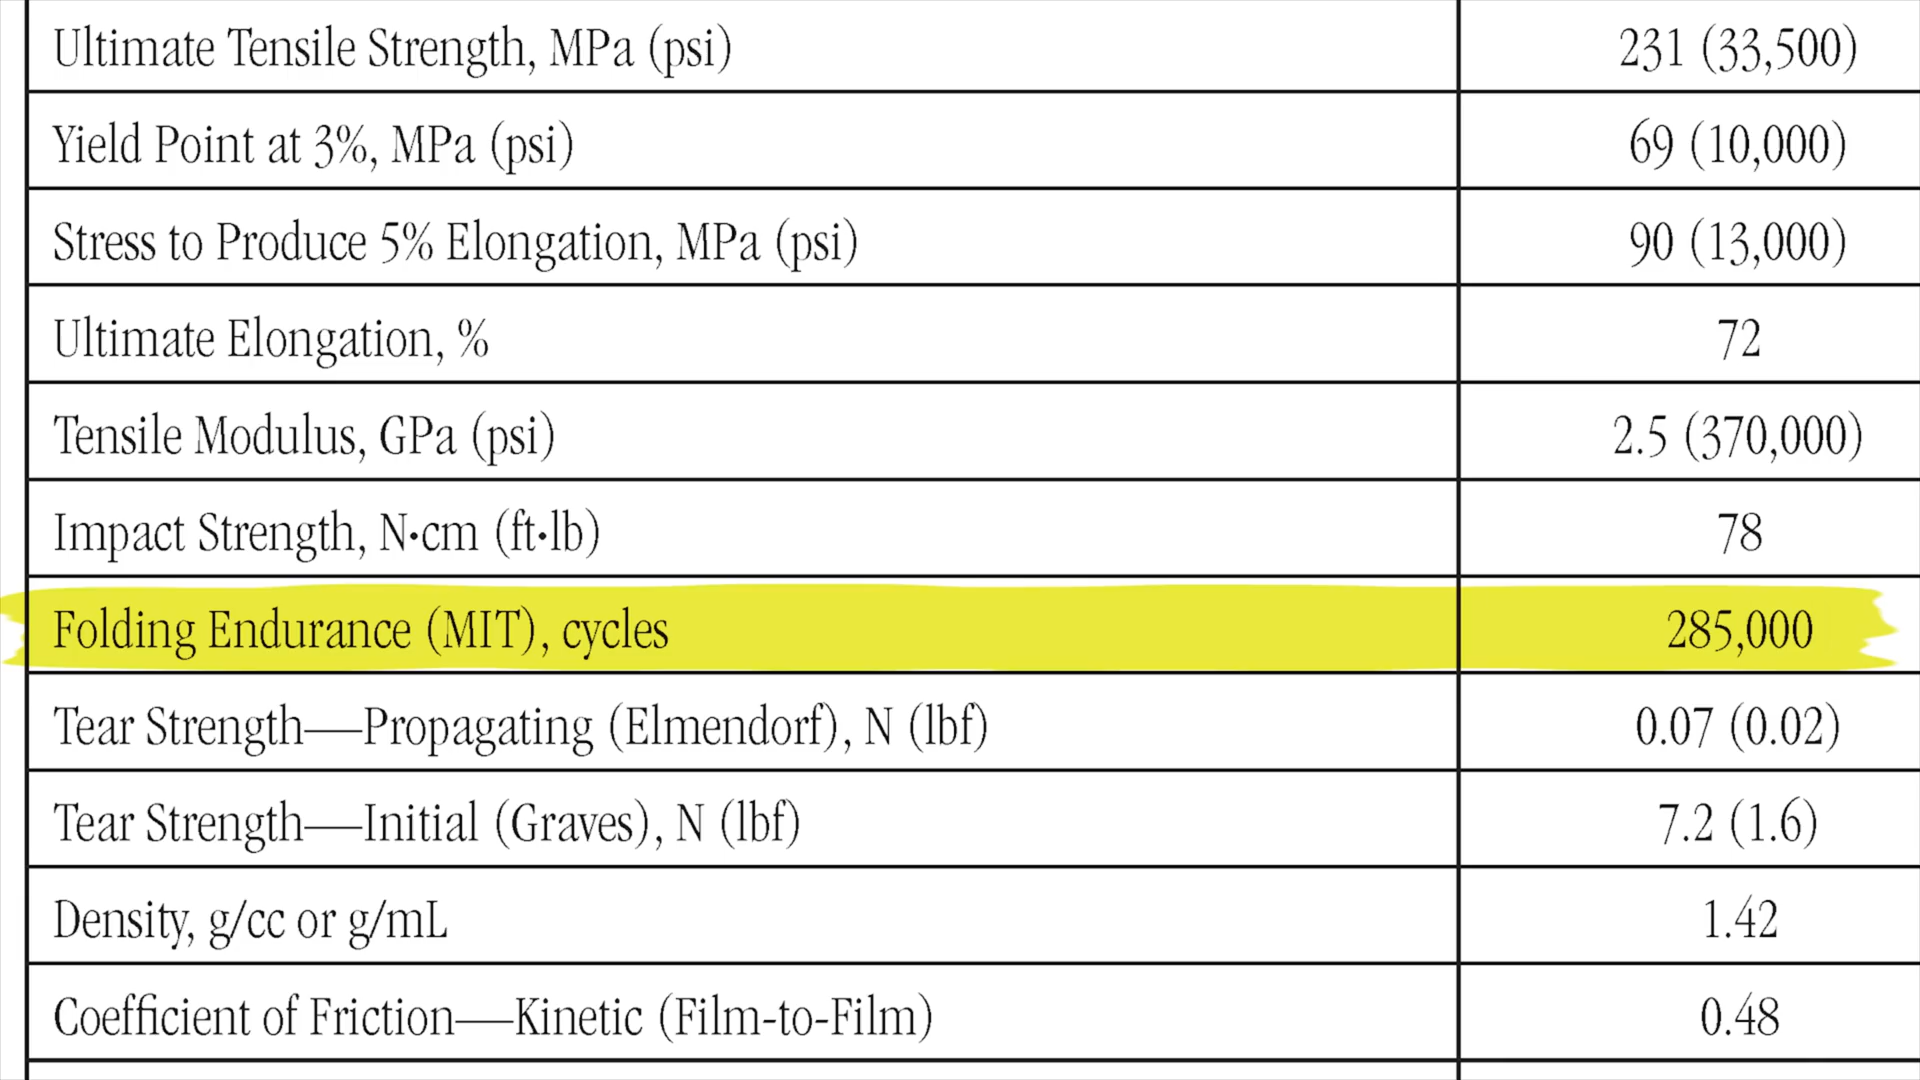 Ultimate Tensile Strength, MPa (psi) 231 (33,500)
Yield Point at 3%, MPa (psi) 69 (10,000)
Stress to Produce 5% Elongation, MPa (psi) 90 (13,000)
Ultimate Elongation, % 72
Tensile Modulus, GPa (psi) 2.5 (370,000)
Impact Strength, N•cm (ft•lb) 78
Folding Endurance (MIT), cycles 285,000
Tear Strength—Propagating (Elmendorf), N (lbf) 0.07 (0.02)
Tear Strength—Initial (Graves), N (lbf) 7.2 (1.6)
Density, g/cc or g/mL 1.42
Coefficient of Friction—Kinetic (Film-to-Film) 0.48